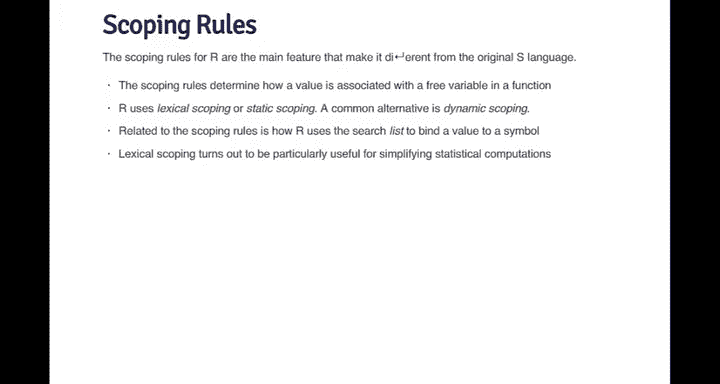 Scoping Rules
The scoping rules for R are the main feature that make it di↵erent from the original S language.
· The scoping rules determine how a value is associated with a free variable in a function
· R uses lexical scoping or static scoping. A common alternative is dynamic scoping.
· Related to the scoping rules is how R uses the search list to bind a value to a symbol
· Lexical scoping turns out to be particularly useful for simplifying statistical computations